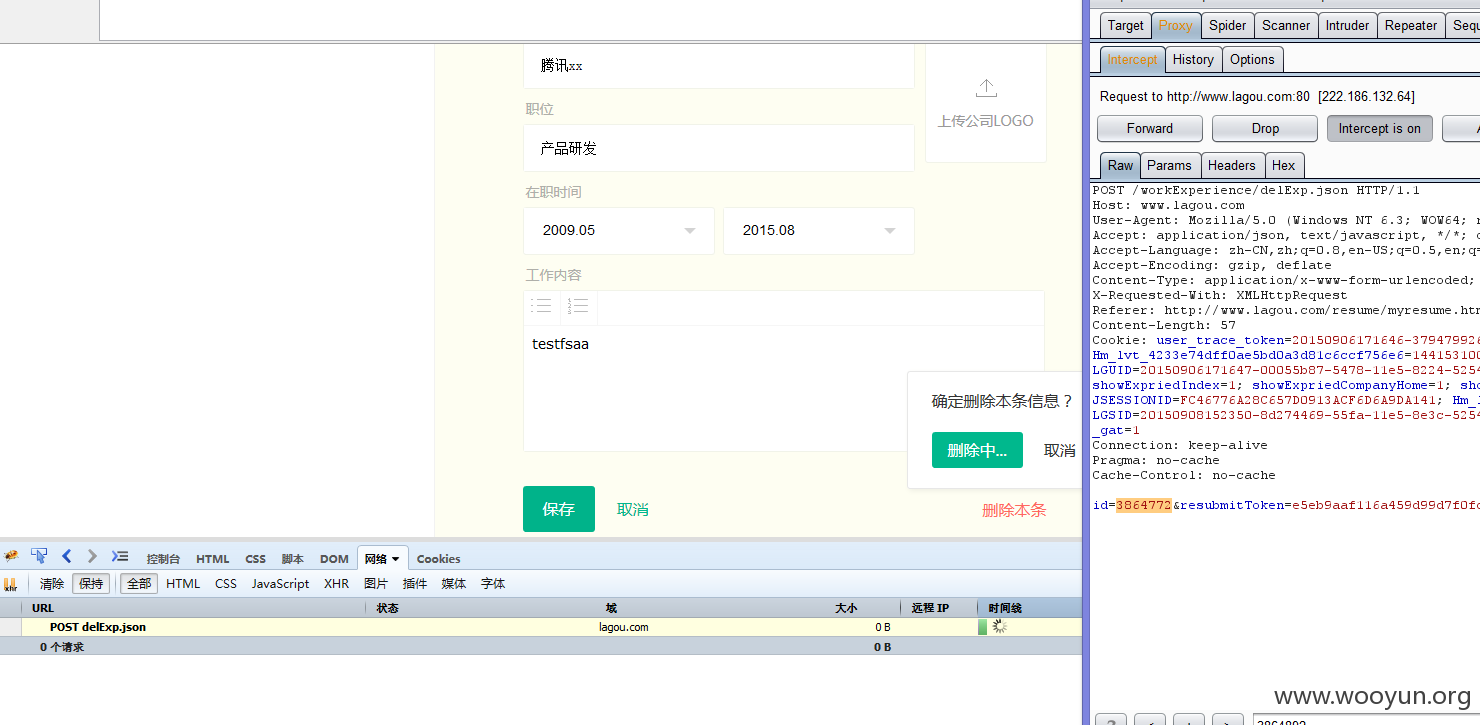 腾讯xx
职位
产品研发
在职时间
2009.05 2015.08
工作内容
testfsaa
上传公司LOGO
确定删除本条信息？
删除中... 取消
保存 取消 删除本条
控制台 HTML CSS 脚本 DOM 网络 Cookies
清除 保持 全部 HTML CSS JavaScript XHR 图片 插件 媒体 字体
URL 状态 域 大小 远程 IP 时间线
POST delExp.json lagou.com 0 B
0 个请求 0 B
Target Proxy Spider Scanner Intruder Repeater Sequ
Intercept History Options
Request to http://www.lagou.com:80 [222.186.132.64]
Forward Drop Intercept is on
Raw Params Headers Hex
POST /workExperience/delExp.json HTTP/1.1
Host: www.lagou.com
User-Agent: Mozilla/5.0 (Windows NT 6.3; WOW64;
Accept: application/json, text/javascript, */*;
Accept-Language: zh-CN,zh;q=0.8,en-US;q=0.5,en;q=
Accept-Encoding: gzip, deflate
Content-Type: application/x-www-form-urlencoded;
X-Requested-With: XMLHttpRequest
Referer: http://www.lagou.com/resume/myresume.htm
Content-Length: 57
Cookie: user_trace_token=20150906171646-379479926
Hm_lvt_4233e74dff0ae5bd0a3d81c6ccf756e6=144153100
LGUID=20150906171647-00055b87-5478-11e5-8224-5254
showExpriedIndex=1; showExpriedCompanyHome=1; sho
JSESSIONID=FC46776A28C657D0913ACF6D6A9DA141; Hm_l
LGSID=20150908152350-8d274469-55fa-11e5-8e3c-5254
_gat=1
Connection: keep-alive
Pragma: no-cache
Cache-Control: no-cache
id=3864772&resubmitToken=e5eb9aaf116a459d99d7f0fc
www.wooyun.org